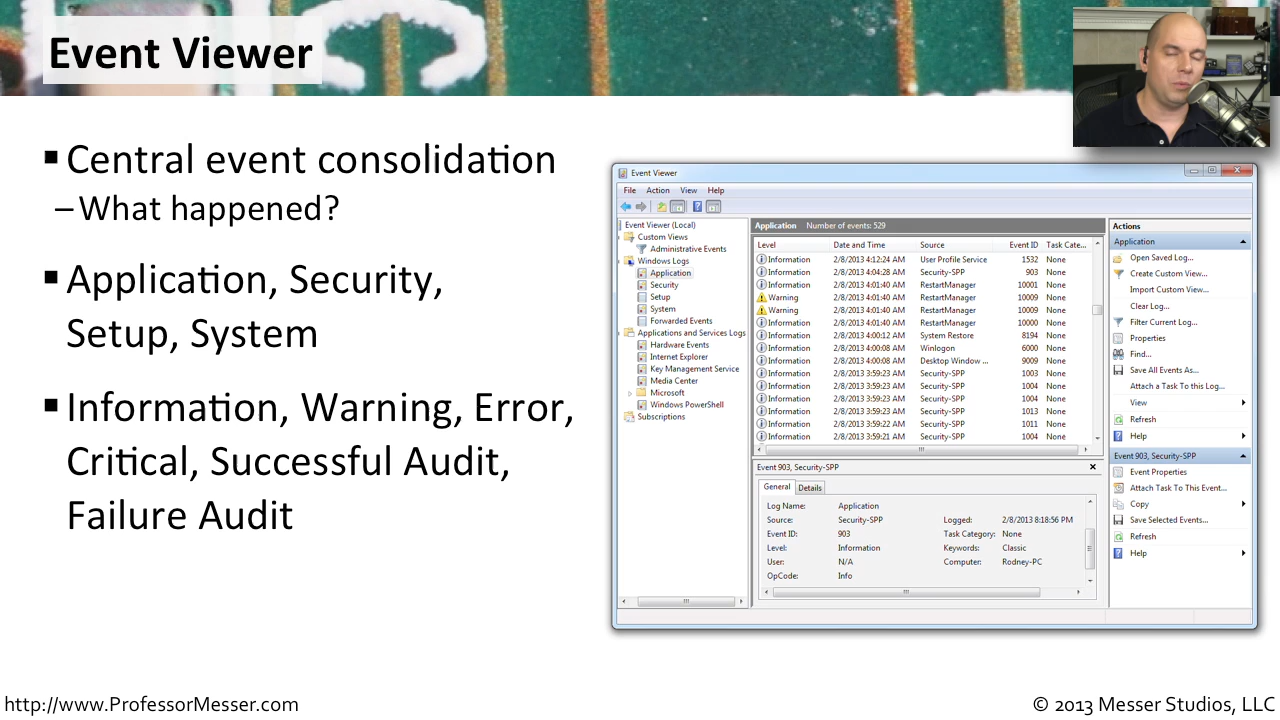 Event Viewer
▪ Central event consolidation
– What happened?
▪ Application, Security,
Setup, System
▪ Information, Warning, Error,
Critical, Successful Audit,
Failure Audit
Event Viewer
File Action View Help
Event Viewer (Local)
Custom Views
Administrative Events
Windows Logs
Application
Security
Setup
System
Forwarded Events
Applications and Services Logs
Hardware Events
Internet Explorer
Key Management Service
Media Center
Microsoft
Windows PowerShell
Subscriptions
Application Number of events: 529
Level Date and Time Source Event ID Task Cate...
Information 2/8/2013 4:12:24 AM User Profile Service 1532 None
Information 2/8/2013 4:04:28 AM Security-SPP 903 None
Information 2/8/2013 4:01:40 AM RestartManager 10001 None
Warning 2/8/2013 4:01:40 AM RestartManager 10009 None
Warning 2/8/2013 4:01:40 AM RestartManager 10009 None
Information 2/8/2013 4:01:40 AM RestartManager 10000 None
Information 2/8/2013 4:00:12 AM System Restore 8194 None
Information 2/8/2013 4:00:08 AM Winlogon 6000 None
Information 2/8/2013 4:00:08 AM Desktop Window ... 9009 None
Information 2/8/2013 3:59:23 AM Security-SPP 1003 None
Information 2/8/2013 3:59:23 AM Security-SPP 1004 None
Information 2/8/2013 3:59:23 AM Security-SPP 1004 None
Information 2/8/2013 3:59:23 AM Security-SPP 1013 None
Information 2/8/2013 3:59:22 AM Security-SPP 1011 None
Information 2/8/2013 3:59:21 AM Security-SPP 1004 None
Event 903, Security-SPP
General Details
Log Name: Application
Source: Security-SPP Logged: 2/8/2013 8:18:56 PM
Event ID: 903 Task Category: None
Level: Information Keywords: Classic
User: N/A Computer: Rodney-PC
OpCode: Info
Actions
Application
Open Saved Log...
Create Custom View...
Import Custom View...
Clear Log...
Filter Current Log...
Properties
Find...
Save All Events As...
Attach a Task To this Log...
View
Refresh
Help
Event 903, Security-SPP
Event Properties
Attach Task To This Event...
Copy
Save Selected Events...
Refresh
Help
http://www.ProfessorMesser.com
© 2013 Messer Studios, LLC